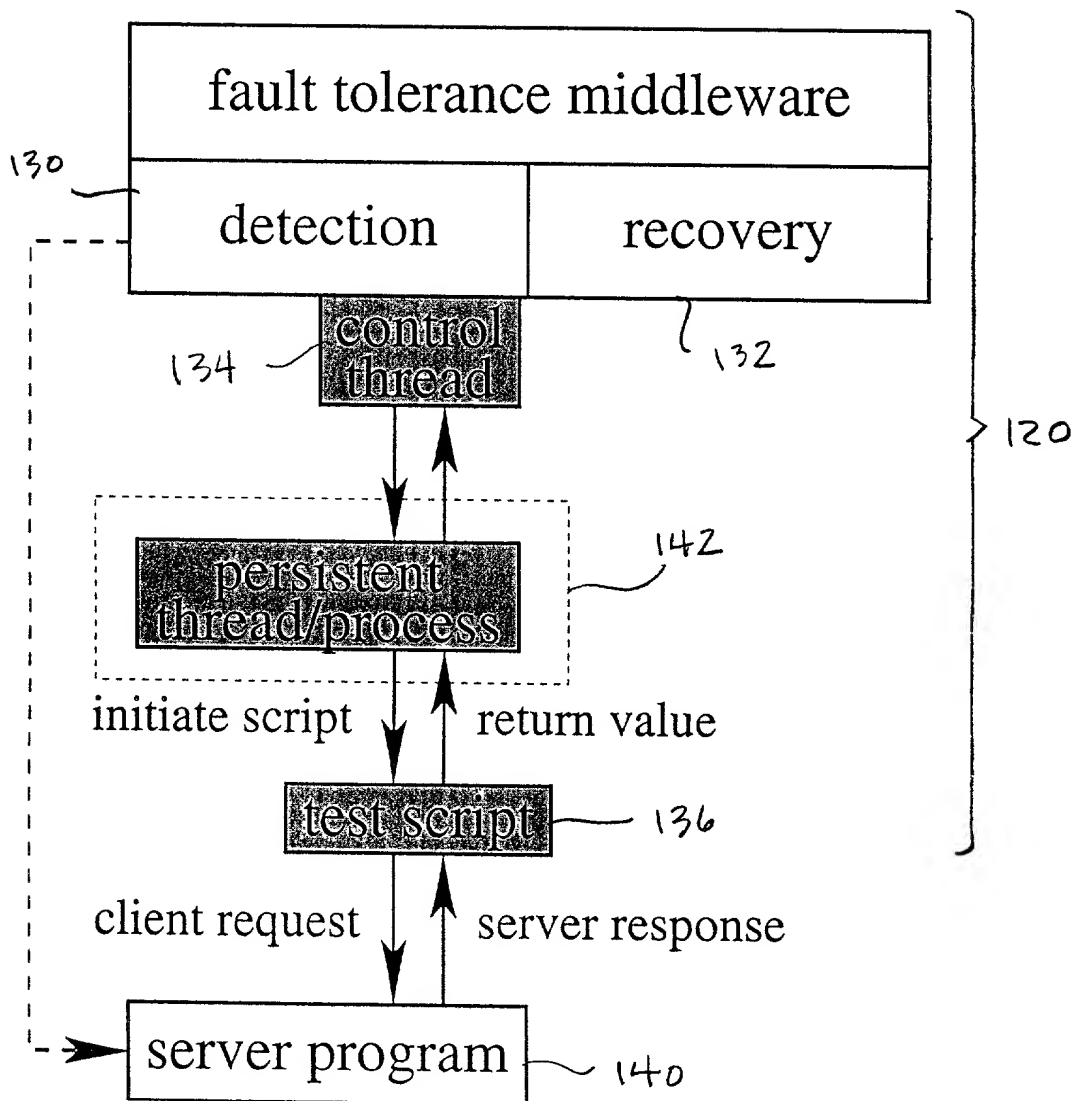 fault tolerance middleware
130
detection
recovery
control
thread
134
132
120
persistent
thread/process
142
initiate script
return value
test script
136
client request
server response
server program
140